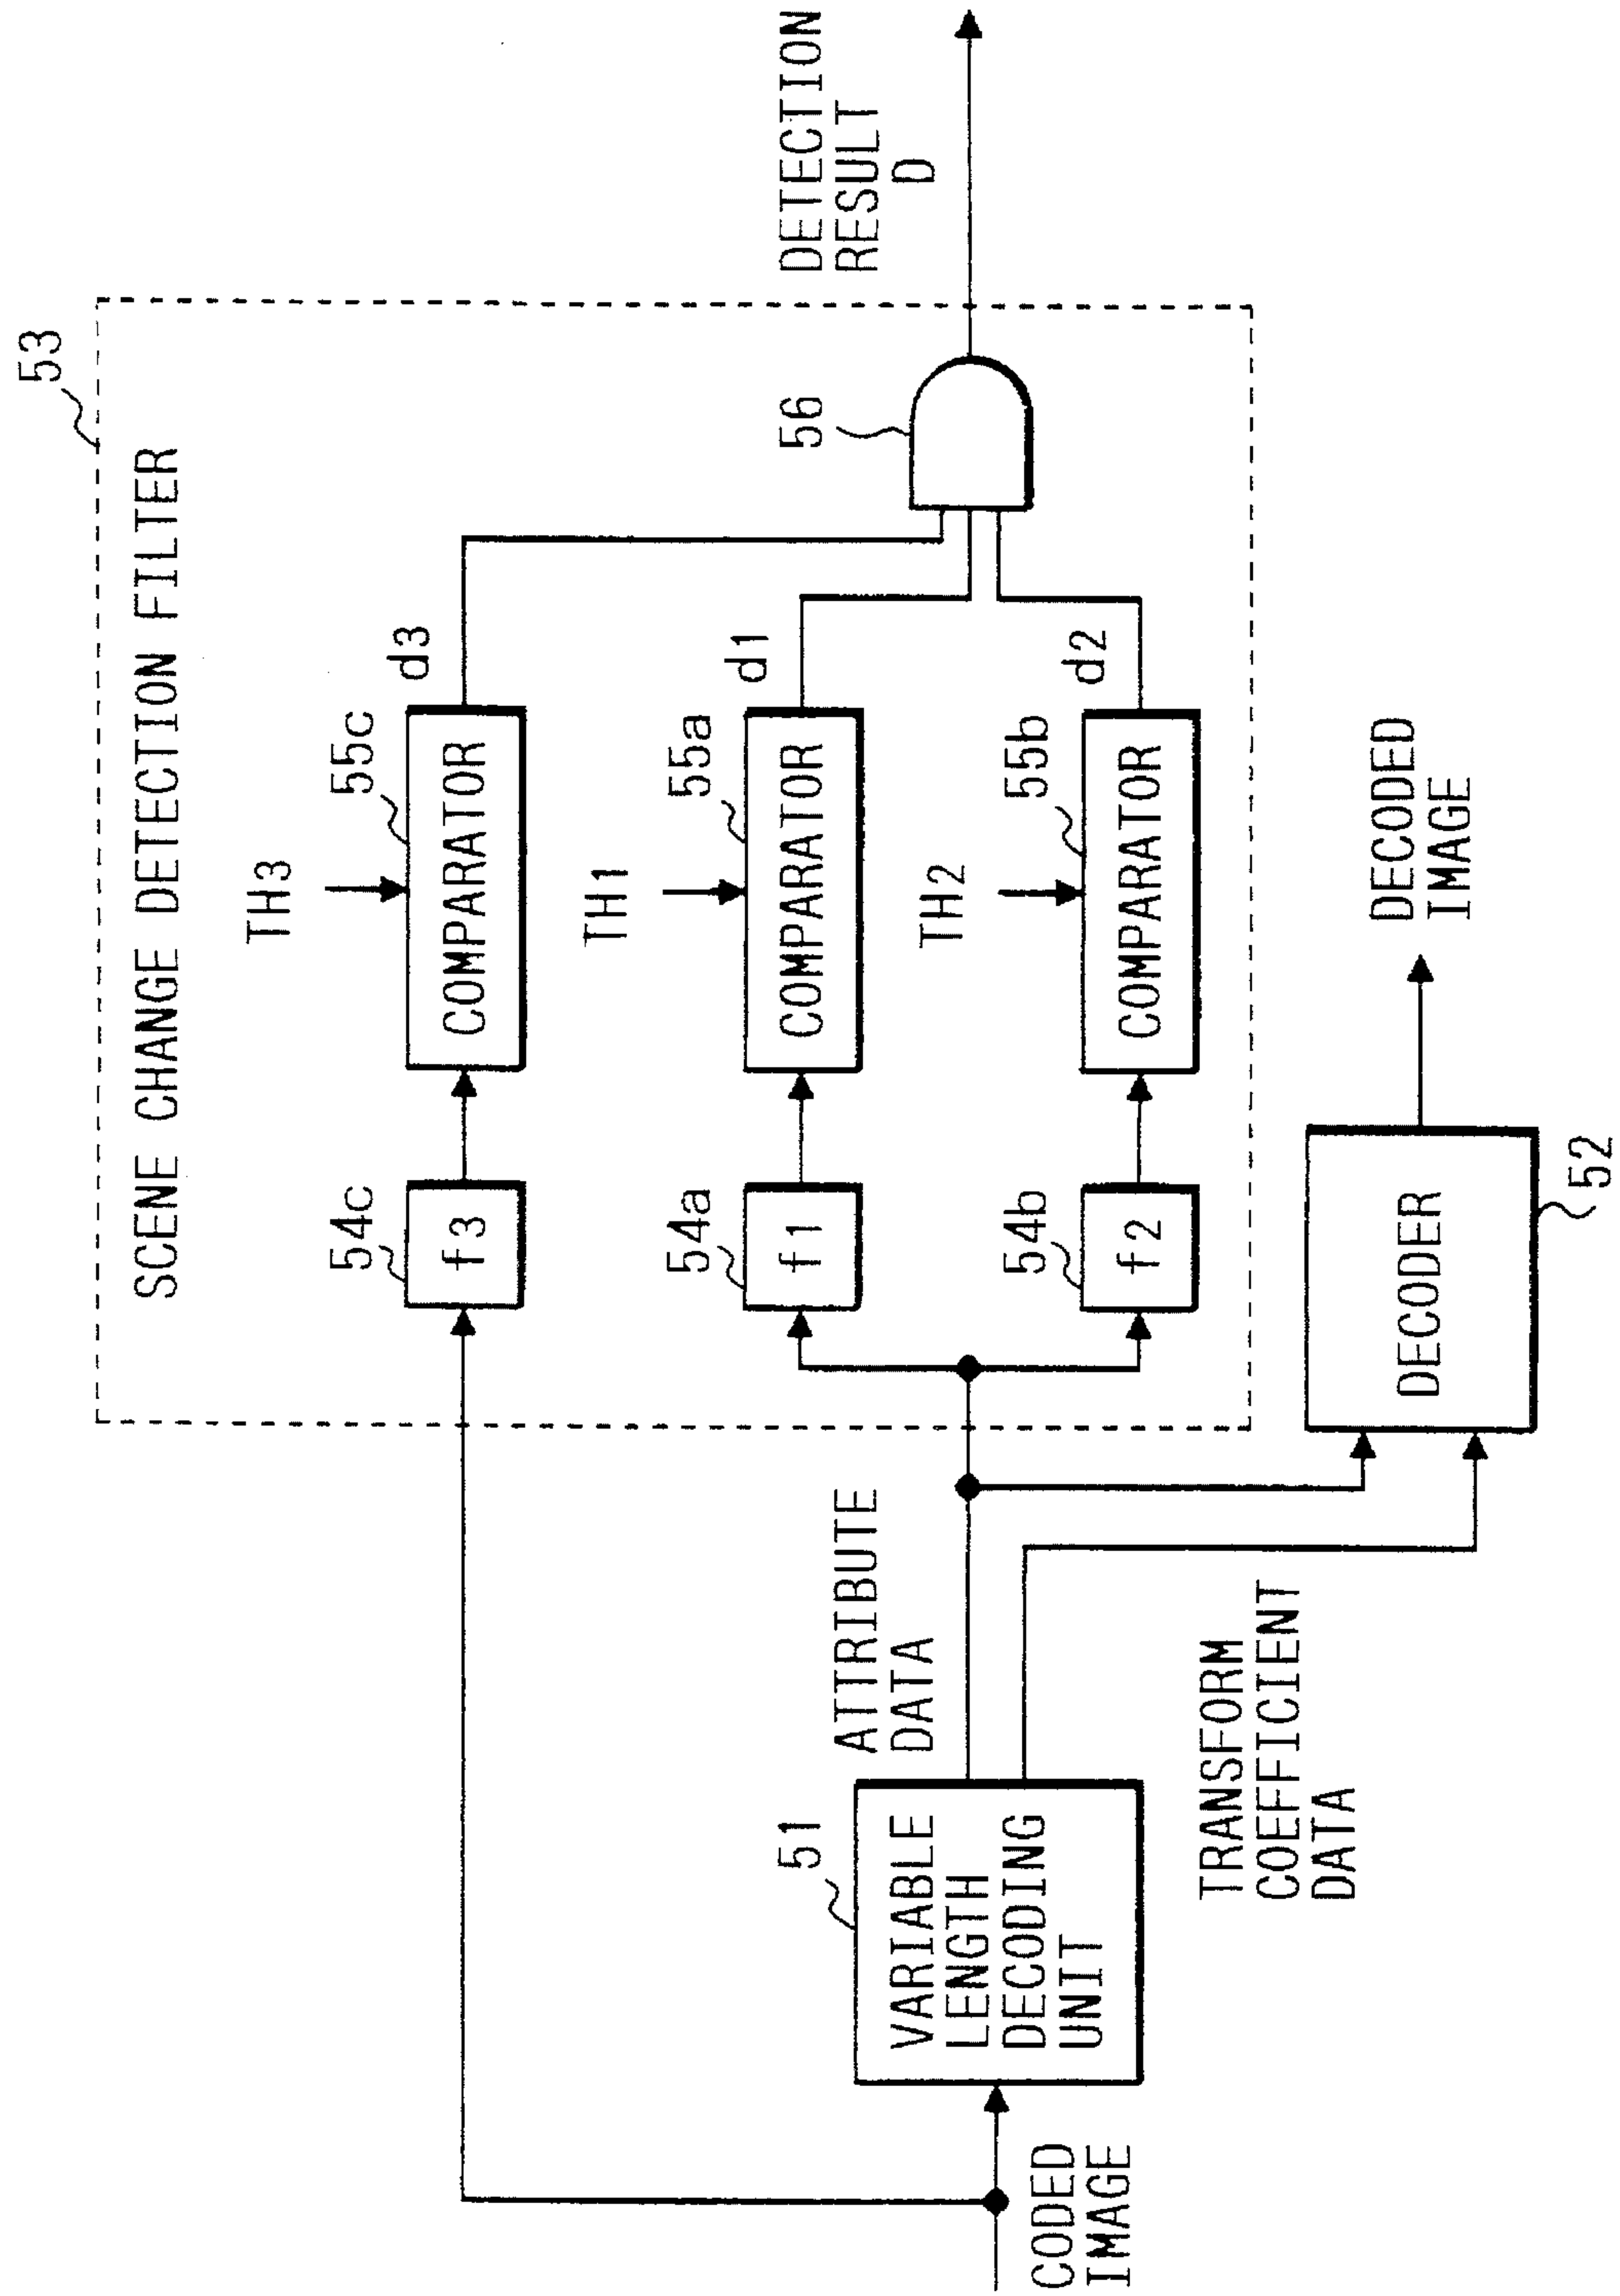 53
SCENE CHANGE DETECTION FILTER
TH3
54c
55c
f3
COMPARATOR
d3
TH1
54a
55a
f1
COMPARATOR
d1
TH2
54b
55b
f2
COMPARATOR
d2
56
DETECTION
RESULT
D
51
VARIABLE
LENGTH
DECODING
UNIT
CODED
IMAGE
ATTRIBUTE
DATA
TRANSFORM
COEFFICIENT
DATA
DECODER
52
DECODED
IMAGE